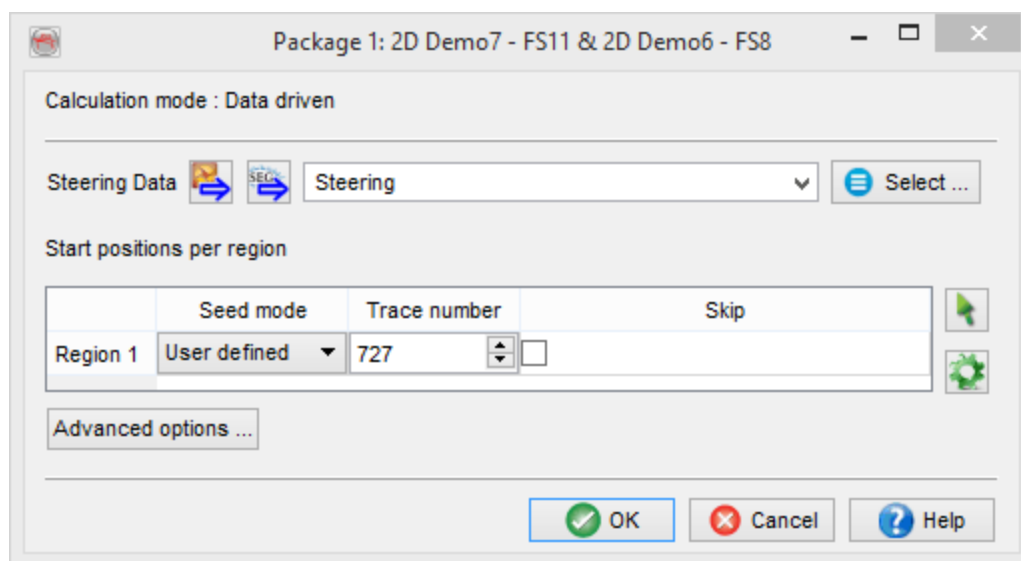 Package 1: 2D Demo7 - FS11 & 2D Demo6 - FS8
Calculation mode : Data driven
Steering Data SEG Steering Select ...
Start positions per region
Seed mode Trace number Skip
Region 1 User defined 727
Advanced options ...
OK Cancel Help